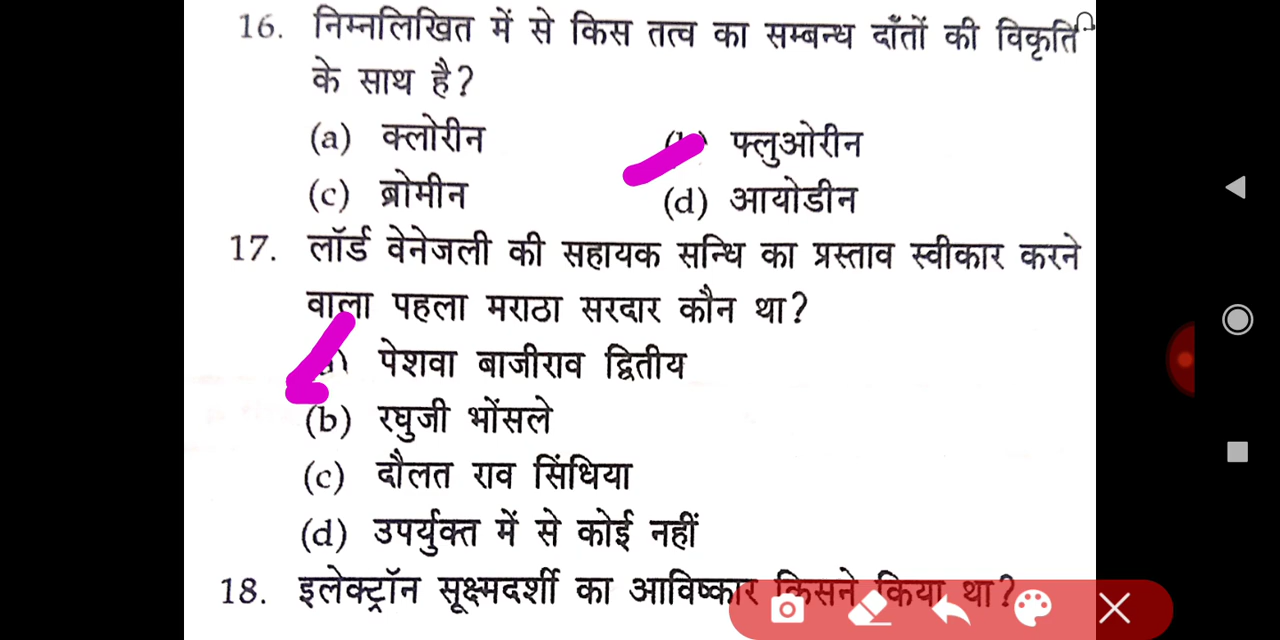 16. निम्नलिखित में से किस तत्व का सम्बन्ध दाँतों की विकृति
के साथ है?
(a) क्लोरीन
फ्लुओरीन
(c) ब्रोमीन
(d) आयोडीन
17. लॉर्ड वेनेजली की सहायक सन्धि का प्रस्ताव स्वीकार करने
वाला पहला मराठा सरदार कौन था?
पेशवा बाजीराव द्वितीय
(b) रघुजी भोंसले
(c) दौलत राव सिंधिया
(d) उपर्युक्त में से कोई नहीं
18. इलेक्ट्रॉन सूक्ष्मदर्शी का आविष्कार किसने किया था?